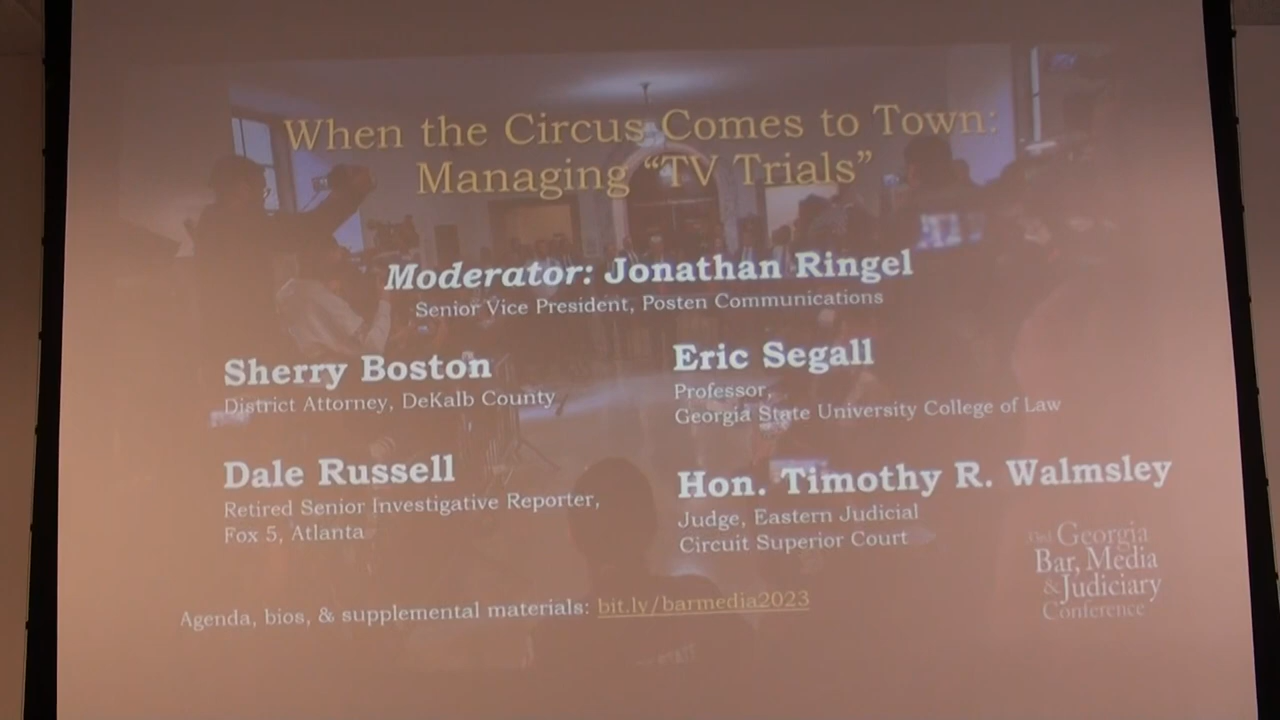 When the Circus Comes to Town:
Managing “TV Trials”
Moderator: Jonathan Ringel
Senior Vice President, Posten Communications
Sherry Boston
District Attorney, DeKalb County
Eric Segall
Professor,
Georgia State University College of Law
Dale Russell
Retired Senior Investigative Reporter,
Fox 5, Atlanta
Hon. Timothy R. Walmsley
Judge, Eastern Judicial
Circuit Superior Court
Agenda, bios, & supplemental materials: bit.ly/barmedia2023
Georgia
Bar, Media
& Judiciary
Conference